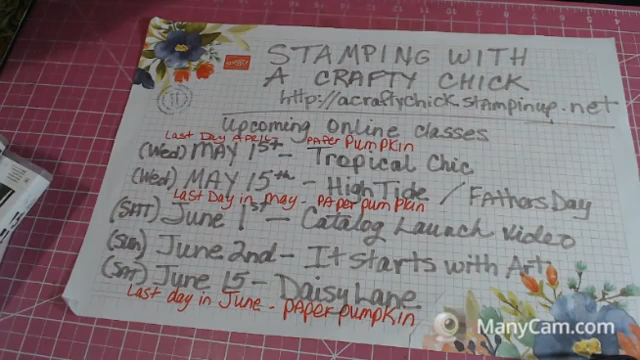 STAMPING WITH
A CRAFTY CHICK
http://acraftychick.stampinup.net
11
Upcoming Online classes
Last Day APRIL - PAPER PUMPKIN
(Wed) MAY 1st - Tropical Chic
(Wed) MAY 15th - High Tide / FATHers DAY
Last Day in may - PAper pumpkin
(SAT) June 1st - Catalog Launch Video
(Sun) June 2nd - It starts with Art
(SAT) June 15 - Daisy Lane
Last day in June - PAPERpumpkin
ManyCam.com